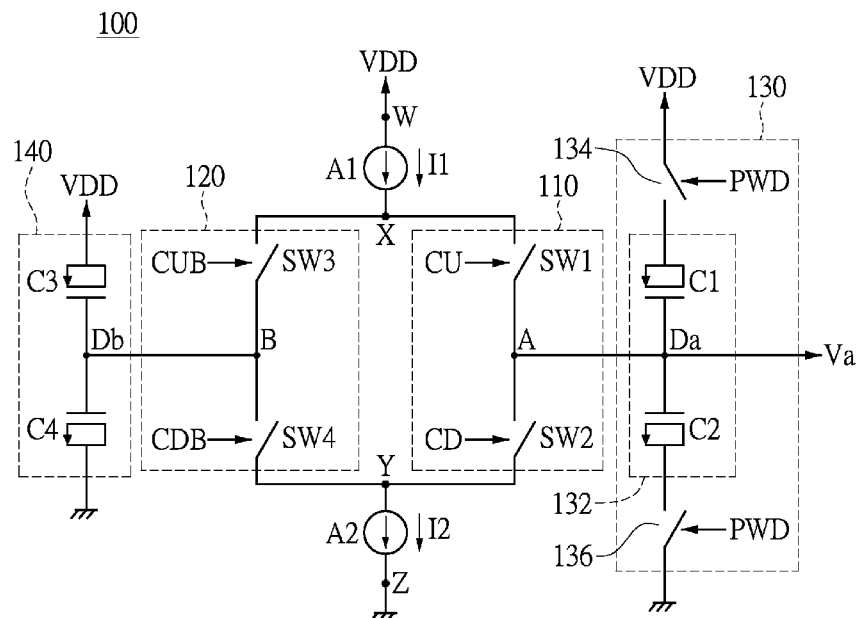 100
VDD
W
A1
I1
X
140
VDD
C3
Db
C4
120
CUB
SW3
B
CDB
SW4
110
CU
SW1
A
CD
SW2
Y
A2
I2
Z
VDD
130
134
PWD
C1
Da
Va
C2
132
136
PWD